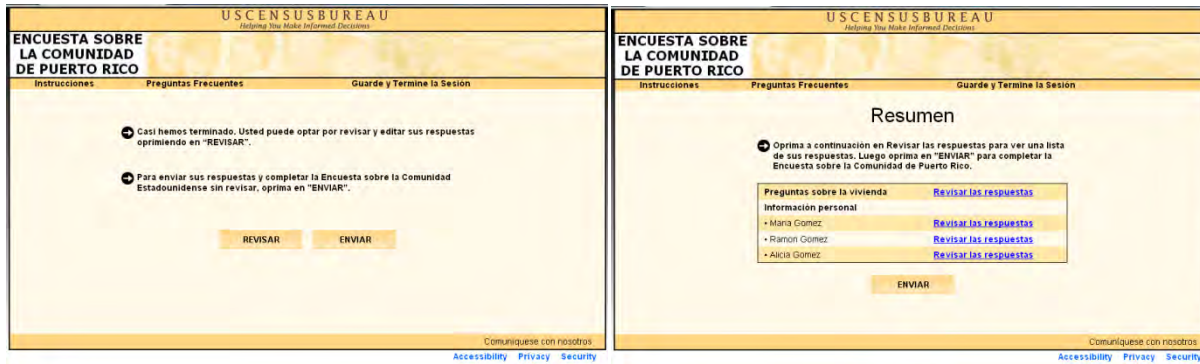 USCENSUSBUREAU
Helping You Make Informed Decisions
ENCUESTA SOBRE
LA COMUNIDAD
DE PUERTO RICO
Instrucciones Preguntas Frecuentes Guarde y Termine la Sesión
Casi hemos terminado. Usted puede optar por revisar y editar sus respuestas
oprimiendo en "REVISAR".
Para enviar sus respuestas y completar la Encuesta sobre la Comunidad
Estadounidense sin revisar, oprima en "ENVIAR".
REVISAR ENVIAR
Comuníquese con nosotros
Accessibility Privacy Security
USCENSUSBUREAU
Helping You Make Informed Decisions
ENCUESTA SOBRE
LA COMUNIDAD
DE PUERTO RICO
Instrucciones Preguntas Frecuentes Guarde y Termine la Sesión
Resumen
Oprima a continuación en Revisar las respuestas para ver una lista
de sus respuestas. Luego oprima en "ENVIAR" para completar la
Encuesta sobre la Comunidad de Puerto Rico.
Preguntas sobre la vivienda Revisar las respuestas
Información personal
• Maria Gomez Revisar las respuestas
• Ramon Gomez Revisar las respuestas
• Alicia Gomez Revisar las respuestas
ENVIAR
Comuníquese con nosotros
Accessibility Privacy Security